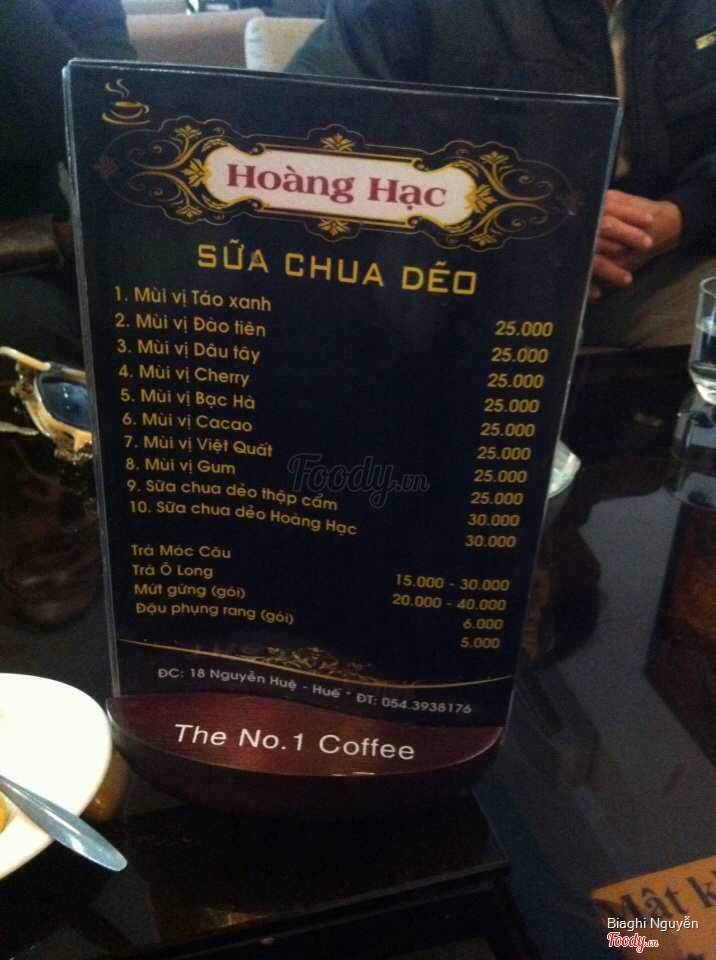 Hoàng Hạc
SỮA CHUA DẺO
1. Mùi vị Táo xanh 25.000
2. Mùi vị Đào tiên 25.000
3. Mùi vị Dâu tây 25.000
4. Mùi vị Cherry 25.000
5. Mùi vị Bạc Hà 25.000
6. Mùi vị Cacao 25.000
7. Mùi vị Việt Quất 25.000
8. Mùi vị Gum 25.000
9. Sữa chua dẻo thập cẩm 30.000
10. Sữa chua dẻo Hoàng Hạc 30.000
Trà Móc Câu 15.000 - 30.000
Trà Ô Long 20.000 - 40.000
Mứt gừng (gói) 6.000
Đậu phụng rang (gói) 5.000
ĐC: 18 Nguyễn Huệ - Huế * ĐT: 054.3938176
The No.1 Coffee
Foody.vn
Mật
Biaghi Nguyễn
Foody.vn